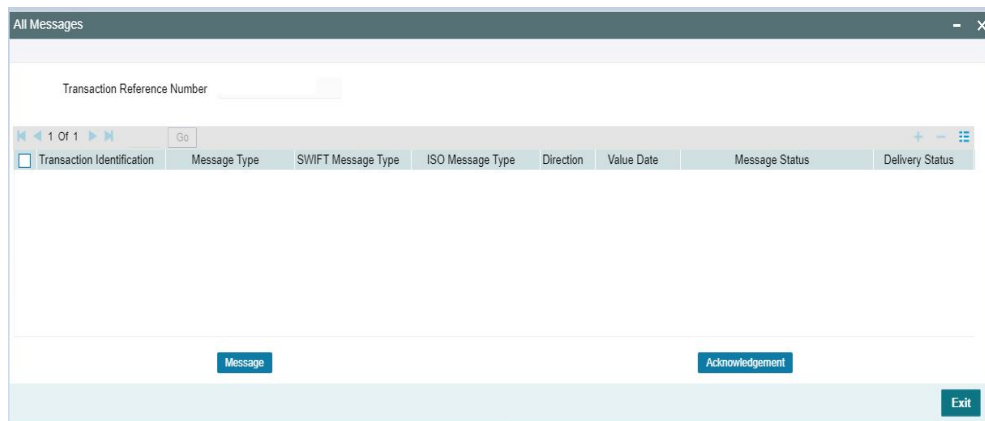 All Messages
Transaction Reference Number
1 Of 1 Go
Transaction Identification Message Type SWIFT Message Type ISO Message Type Direction Value Date Message Status Delivery Status
Message Acknowledgement
Exit